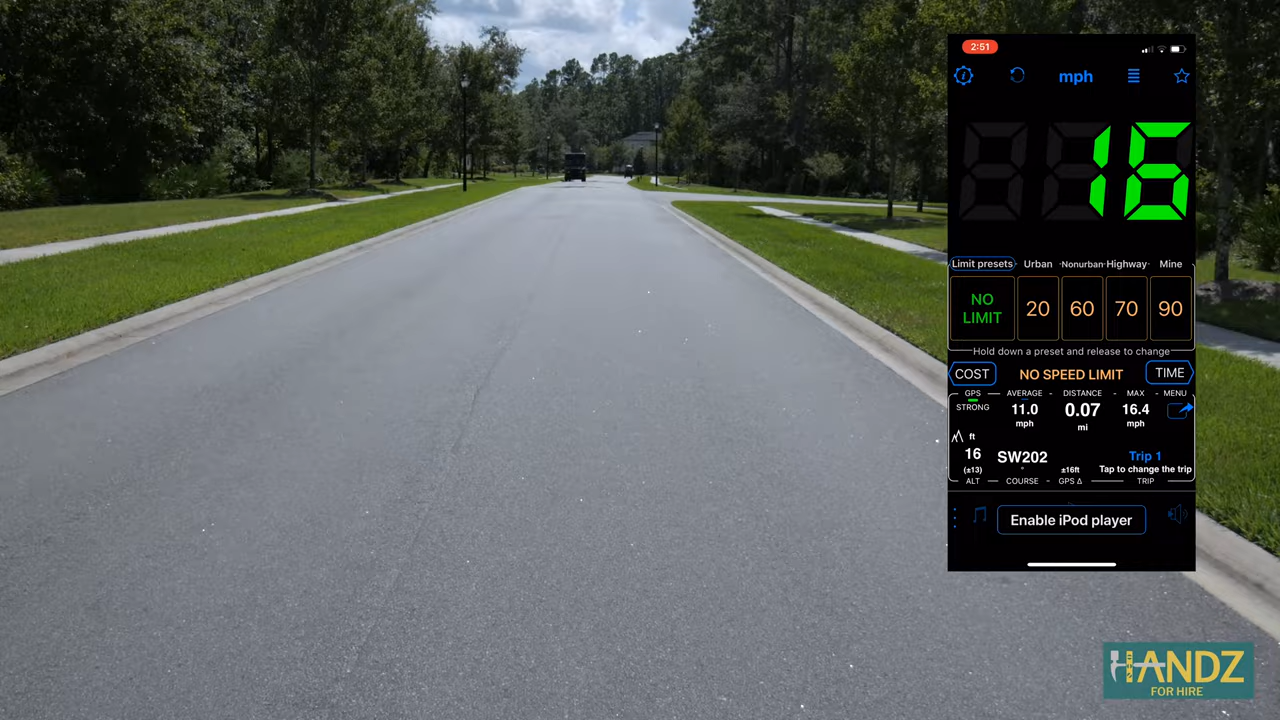 2:51
mph
16
Limit presets Urban Nonurban Highway Mine
NO LIMIT 20 60 70 90
Hold down a preset and release to change
COST NO SPEED LIMIT TIME
GPS AVERAGE DISTANCE MAX MENU
STRONG 11.0 0.07 16.4
mph mi mph
ft
16 SW202 Trip 1
(±13) ° ±16ft Tap to change the trip
ALT COURSE GPS Δ TRIP
Enable iPod player
HANDZ
FOR HIRE